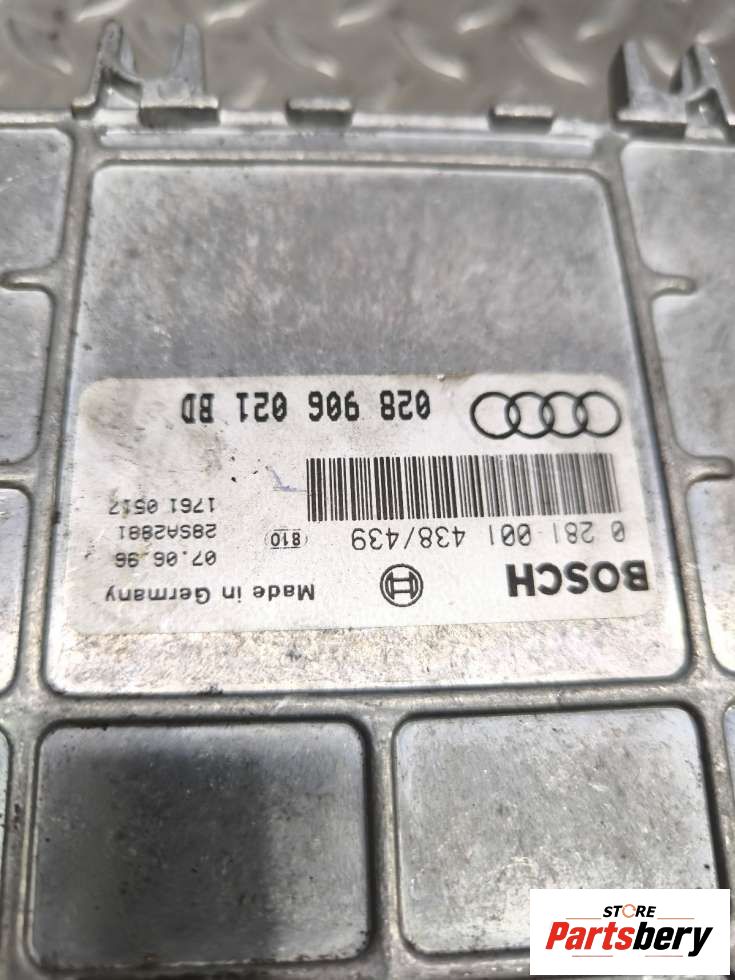 BOSCH Made in Germany
0 281 001 438/439 810 07.06.96
28SA2881
1761 0517
028 906 021 BD
STORE
Partsbery